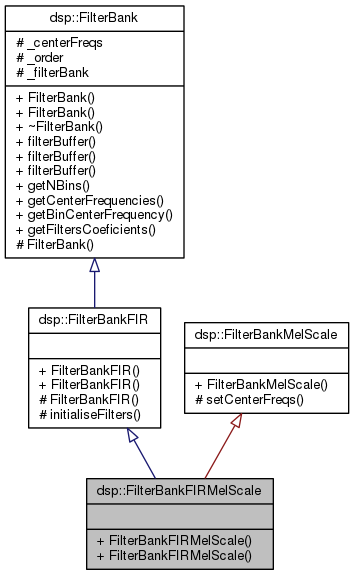 dsp::FilterBank
# _centerFreqs
# _order
# _filterBank
+ FilterBank()
+ FilterBank()
+ ~FilterBank()
+ filterBuffer()
+ filterBuffer()
+ filterBuffer()
+ getNBins()
+ getCenterFrequencies()
+ getBinCenterFrequency()
+ getFiltersCoeficients()
# FilterBank()
dsp::FilterBankFIR
+ FilterBankFIR()
+ FilterBankFIR()
# FilterBankFIR()
# initialiseFilters()
dsp::FilterBankMelScale
+ FilterBankMelScale()
# setCenterFreqs()
dsp::FilterBankFIRMelScale
+ FilterBankFIRMelScale()
+ FilterBankFIRMelScale()